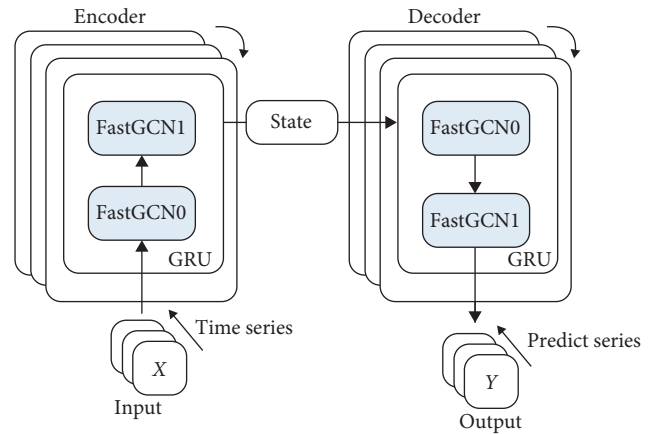 Encoder
Decoder
FastGCN1
FastGCN0
GRU
State
FastGCN0
FastGCN1
GRU
Time series
X
Input
Predict series
Y
Output